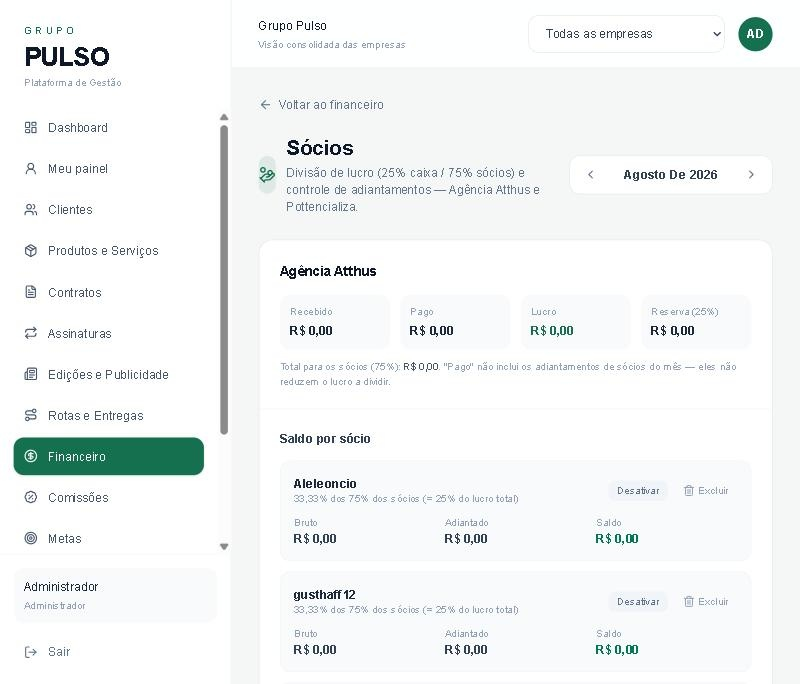 GRUPO
PULSO
Plataforma de Gestão
Dashboard
Meu painel
Clientes
Produtos e Serviços
Contratos
Assinaturas
Edições e Publicidade
Rotas e Entregas
Financeiro
Comissões
Metas
Administrador
Administrador
Sair
Grupo Pulso
Visão consolidada das empresas
Todas as empresas
AD
Voltar ao financeiro
Sócios
Divisão de lucro (25% caixa / 75% sócios) e
controle de adiantamentos — Agência Atthus e
Pottencializa.
Agosto De 2026
Agência Atthus
Recebido
R$ 0,00
Pago
R$ 0,00
Lucro
R$ 0,00
Reserva (25%)
R$ 0,00
Total para os sócios (75%): R$ 0,00. "Pago" não inclui os adiantamentos de sócios do mês — eles não
reduzem o lucro a dividir.
Saldo por sócio
Aleleoncio
33,33% dos 75% dos sócios (= 25% do lucro total)
Desativar
Excluir
Bruto
R$ 0,00
Adiantado
R$ 0,00
Saldo
R$ 0,00
gusthaff12
33,33% dos 75% dos sócios (= 25% do lucro total)
Desativar
Excluir
Bruto
R$ 0,00
Adiantado
R$ 0,00
Saldo
R$ 0,00